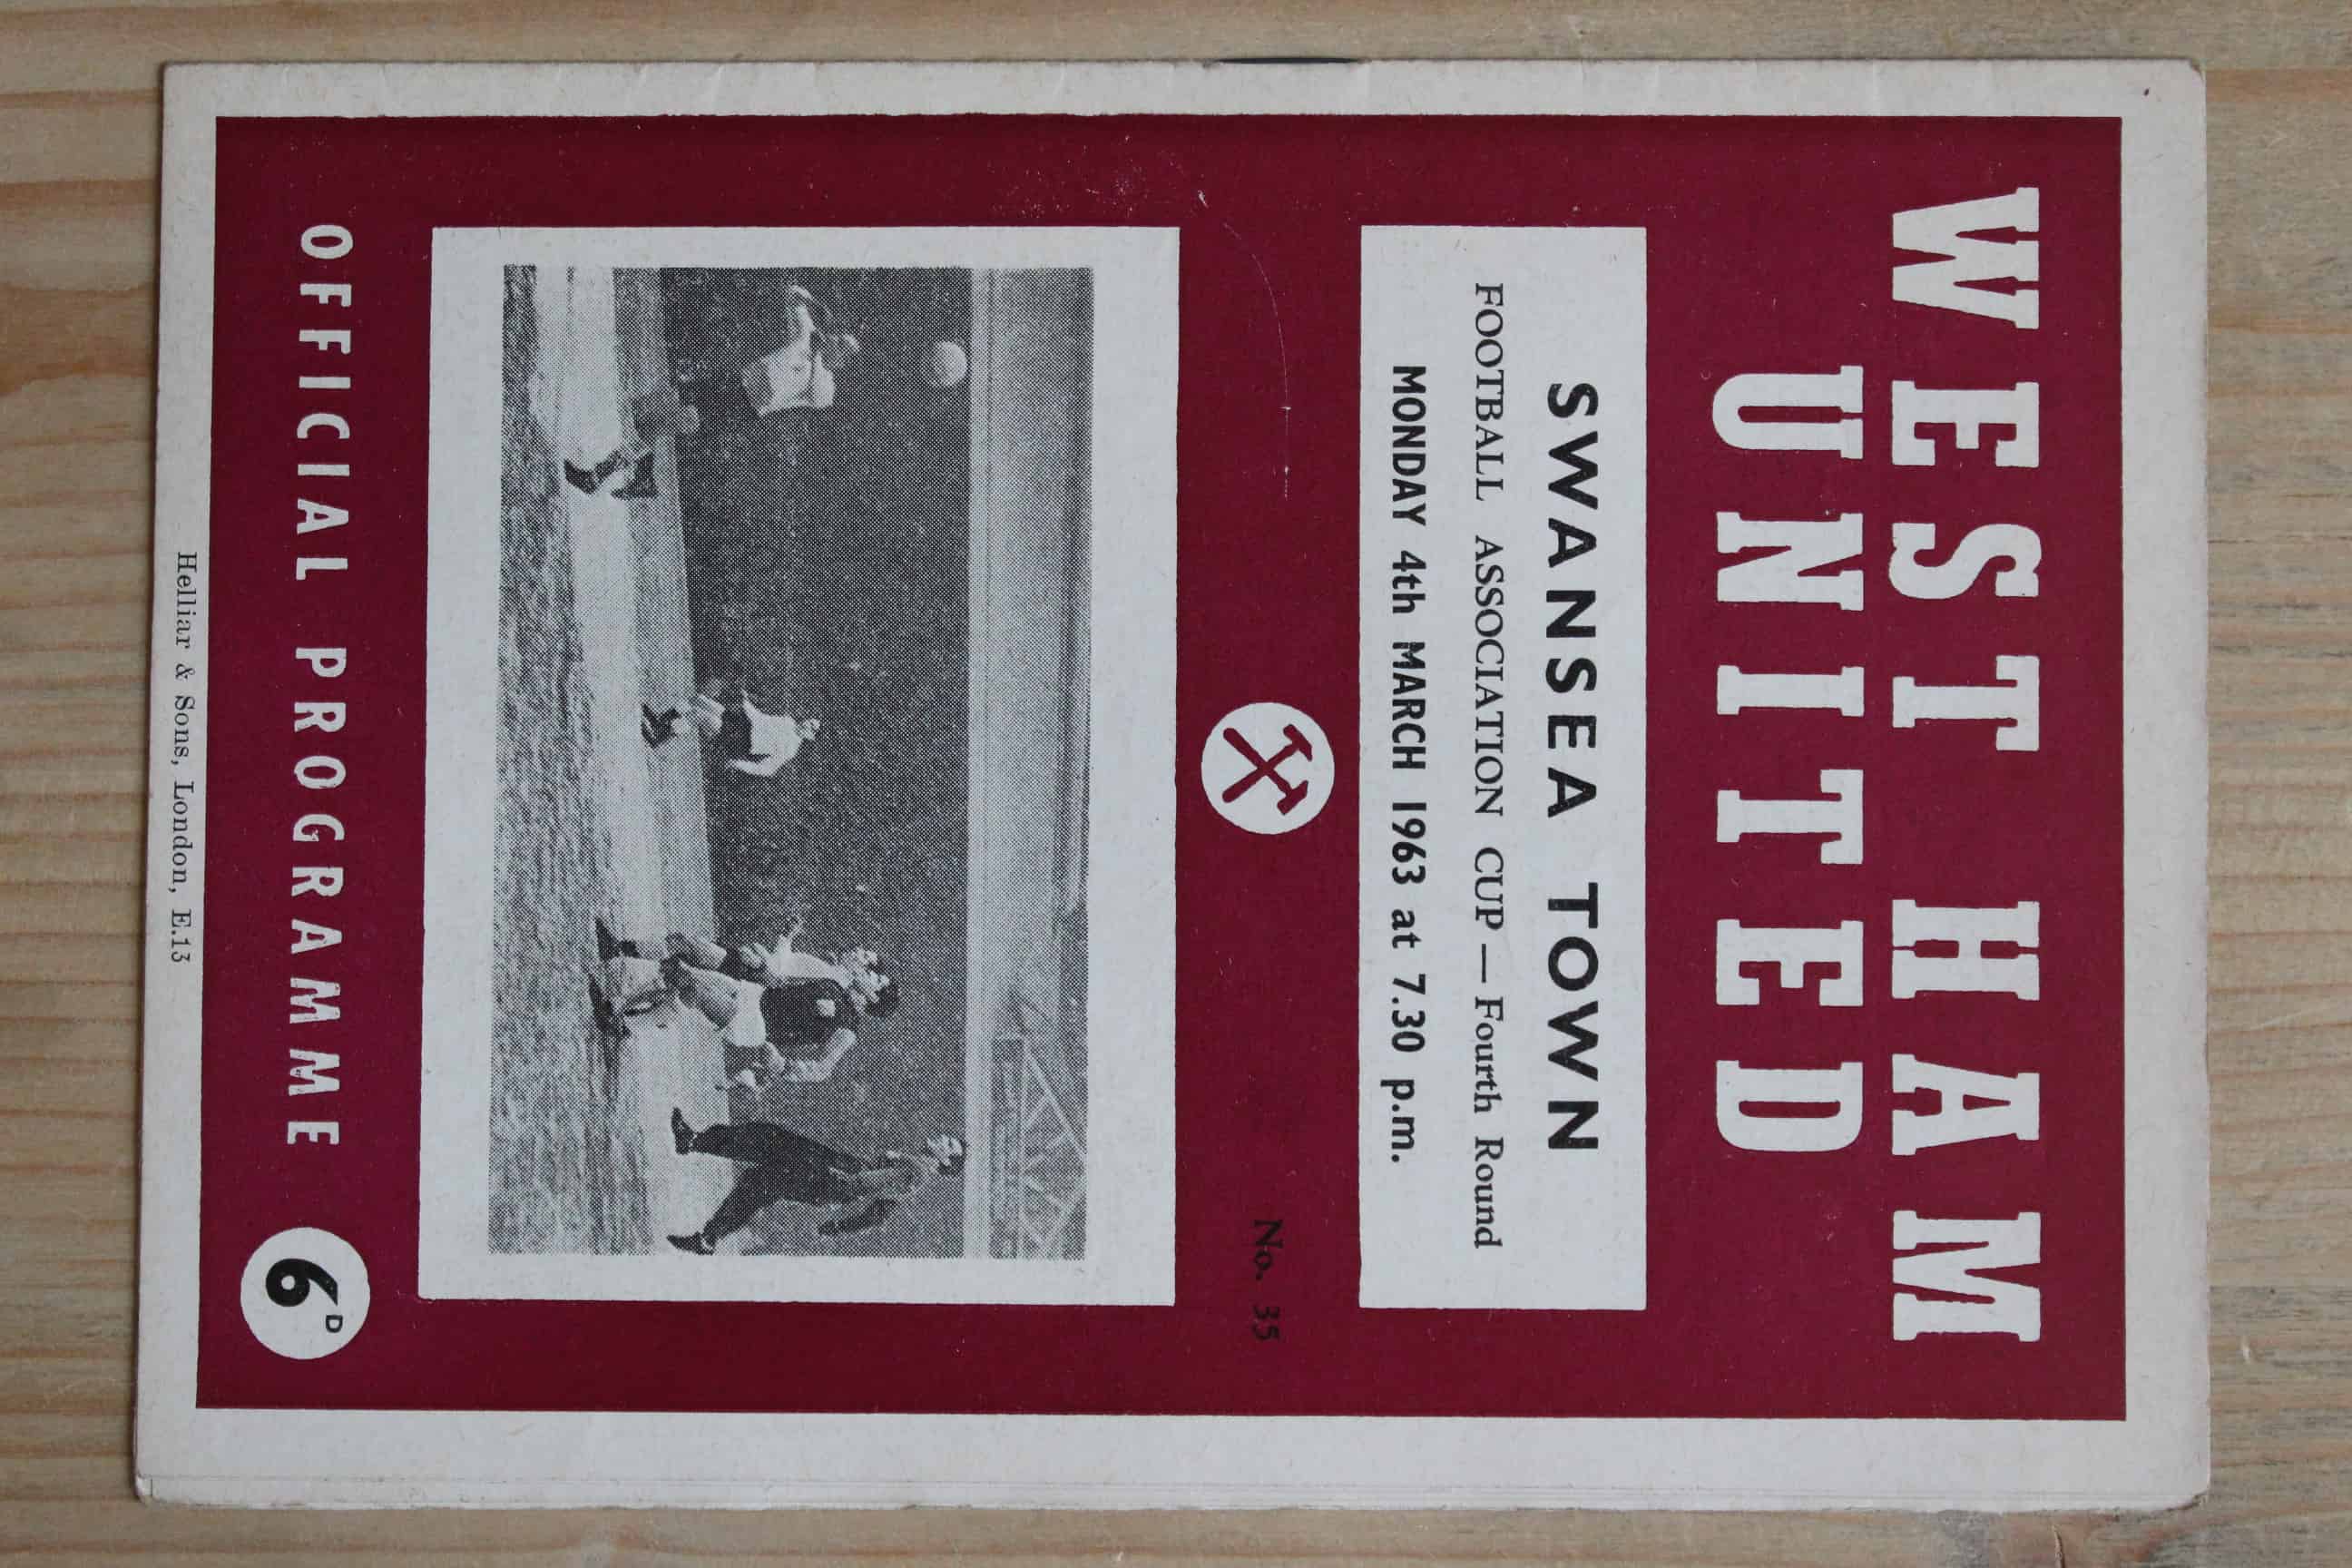 WEST HAM
UNITED
SWANSEA TOWN
FOOTBALL ASSOCIATION CUP — Fourth Round
MONDAY 4th MARCH 1963 at 7.30 p.m.
No. 35
OFFICIAL PROGRAMME 6D
Helliar & Sons, London, E.13